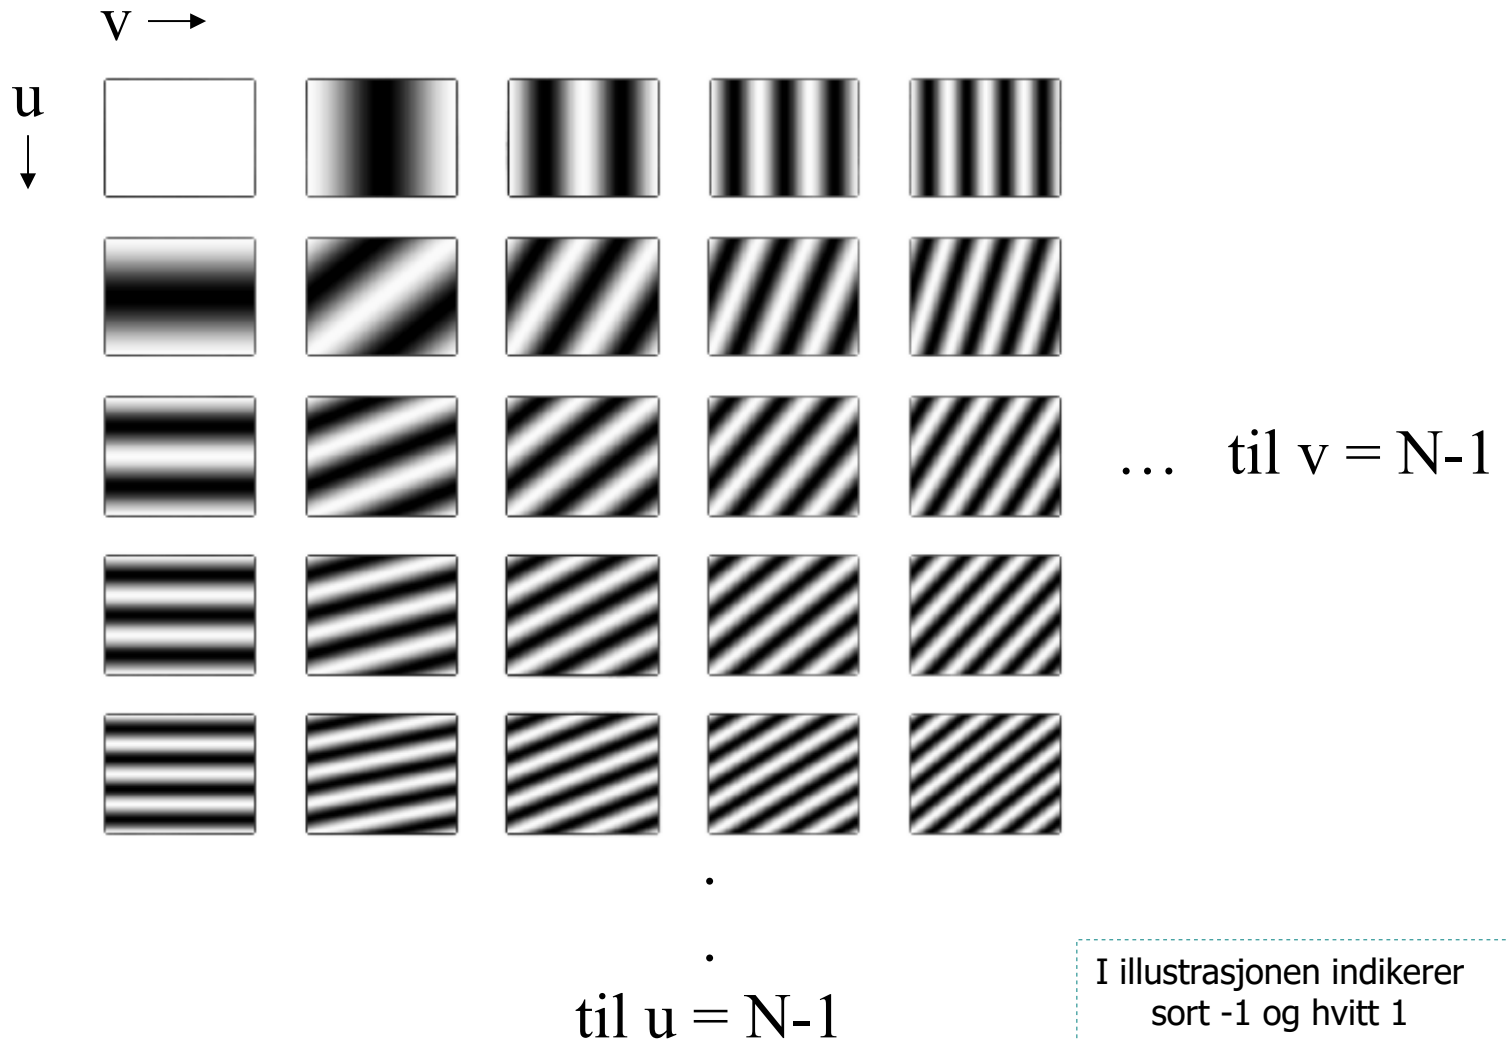 v
u
… til v = N-1
.
.
til u = N-1
I illustrasjonen indikerer
sort -1 og hvitt 1